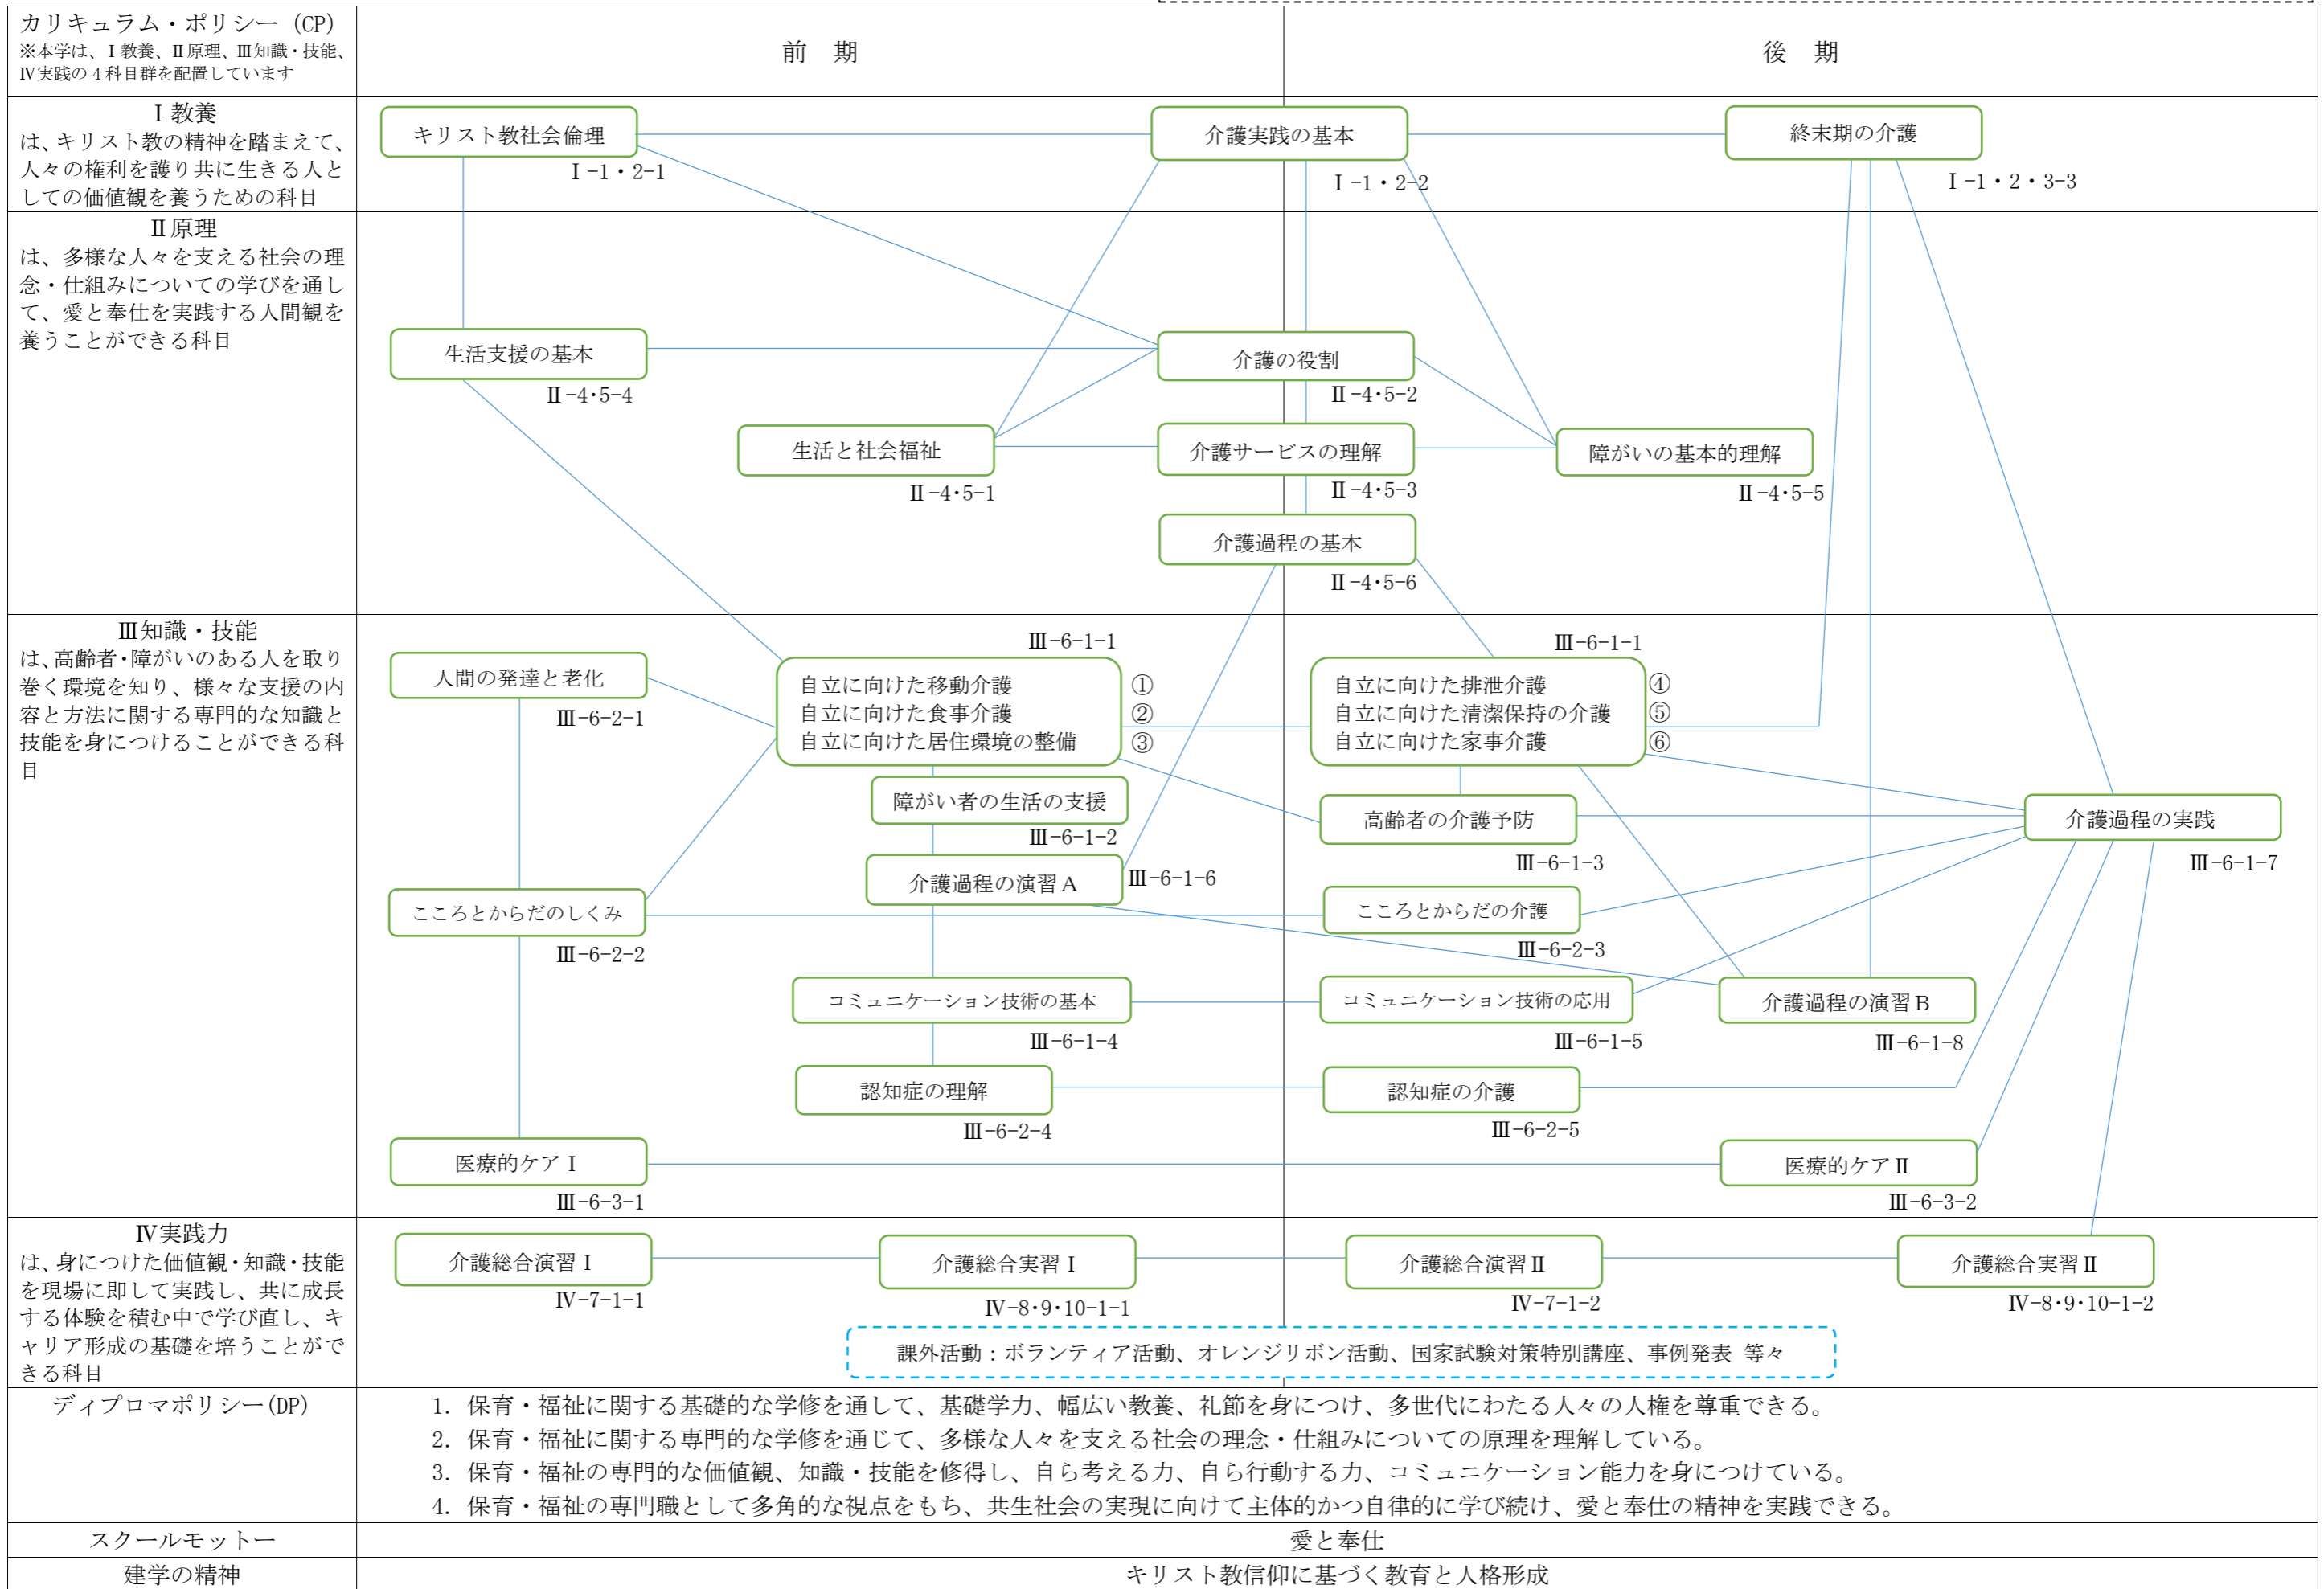 カリキュラム・ポリシー (CP)
※本学は、Ⅰ教養、Ⅱ原理、Ⅲ知識・技能、
Ⅳ実践の4科目群を配置しています
前 期
後 期
Ⅰ教養
は、キリスト教の精神を踏まえて、
人々の権利を護り共に生きる人と
しての価値観を養うための科目
キリスト教社会倫理
Ⅰ-1・2-1
介護実践の基本
Ⅰ-1・2-2
終末期の介護
Ⅰ-1・2・3-3
Ⅱ原理
は、多様な人々を支える社会の理
念・仕組みについての学びを通し
て、愛と奉仕を実践する人間観を
養うことができる科目
生活支援の基本
Ⅱ-4・5-4
介護の役割
Ⅱ-4・5-2
生活と社会福祉
Ⅱ-4・5-1
介護サービスの理解
Ⅱ-4・5-3
障がいの基本的理解
Ⅱ-4・5-5
介護過程の基本
Ⅱ-4・5-6
Ⅲ知識・技能
は、高齢者・障がいのある人を取り
巻く環境を知り、様々な支援の内
容と方法に関する専門的な知識と
技能を身につけることができる科
目
人間の発達と老化
Ⅲ-6-2-1
Ⅲ-6-1-1
自立に向けた移動介護 ①
自立に向けた食事介護 ②
自立に向けた居住環境の整備 ③
Ⅲ-6-1-1
自立に向けた排泄介護 ④
自立に向けた清潔保持の介護 ⑤
自立に向けた家事介護 ⑥
障がい者の生活の支援
Ⅲ-6-1-2
高齢者の介護予防
Ⅲ-6-1-3
介護過程の実践
Ⅲ-6-1-7
介護過程の演習A
Ⅲ-6-1-6
こころとからだのしくみ
Ⅲ-6-2-2
こころとからだの介護
Ⅲ-6-2-3
コミュニケーション技術の基本
Ⅲ-6-1-4
コミュニケーション技術の応用
Ⅲ-6-1-5
介護過程の演習B
Ⅲ-6-1-8
認知症の理解
Ⅲ-6-2-4
認知症の介護
Ⅲ-6-2-5
医療的ケアⅠ
Ⅲ-6-3-1
医療的ケアⅡ
Ⅲ-6-3-2
Ⅳ実践力
は、身につけた価値観・知識・技能
を現場に即して実践し、共に成長
する体験を積む中で学び直し、キ
ャリア形成の基礎を培うことがで
きる科目
介護総合演習Ⅰ
Ⅳ-7-1-1
介護総合実習Ⅰ
Ⅳ-8・9・10-1-1
介護総合演習Ⅱ
Ⅳ-7-1-2
介護総合実習Ⅱ
Ⅳ-8・9・10-1-2
課外活動：ボランティア活動、オレンジリボン活動、国家試験対策特別講座、事例発表 等々
ディプロマポリシー(DP)
1. 保育・福祉に関する基礎的な学修を通して、基礎学力、幅広い教養、礼節を身につけ、多世代にわたる人々の人権を尊重できる。
2. 保育・福祉に関する専門的な学修を通じて、多様な人々を支える社会の理念・仕組みについての原理を理解している。
3. 保育・福祉の専門的な価値観、知識・技能を修得し、自ら考える力、自ら行動する力、コミュニケーション能力を身につけている。
4. 保育・福祉の専門職として多角的な視点をもち、共生社会の実現に向けて主体的かつ自律的に学び続け、愛と奉仕の精神を実践できる。
スクールモットー
愛と奉仕
建学の精神
キリスト教信仰に基づく教育と人格形成